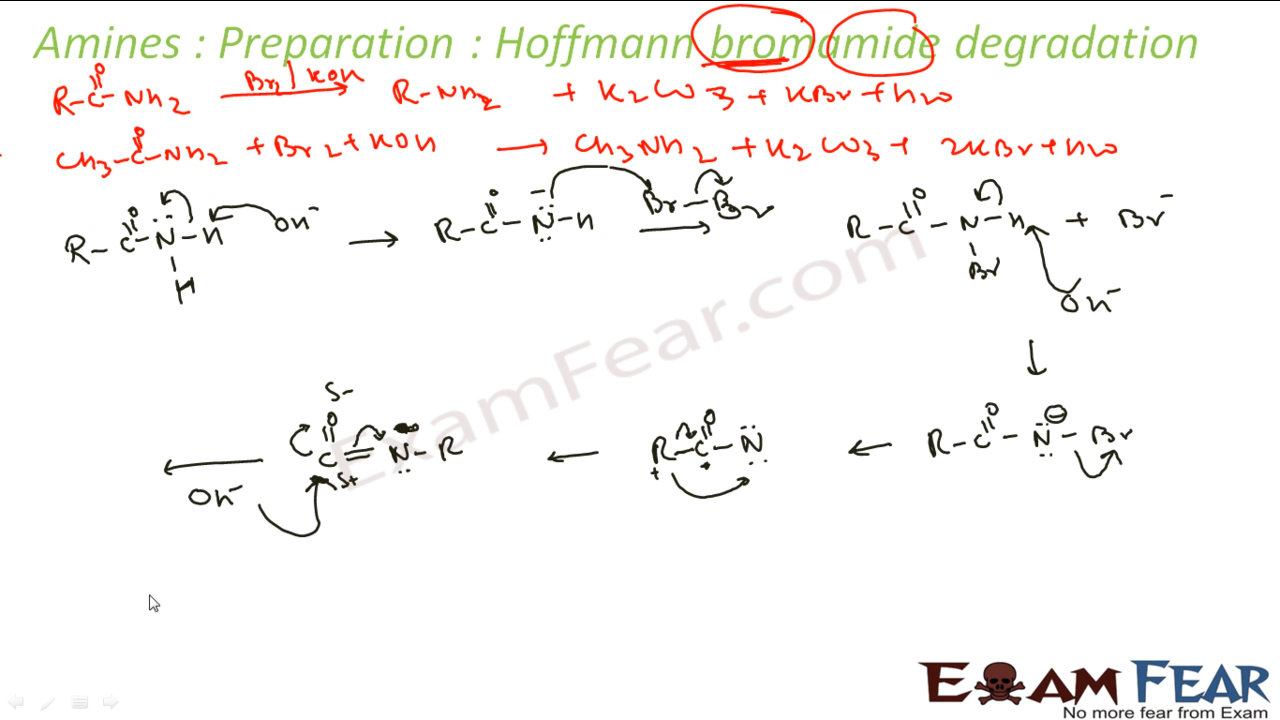 Amines : Preparation : Hoffmann bromamide degradation
R-C(=O)-NH2 Br2/KOH → R-NH2 + K2CO3 + KBr + H2O
CH3-C(=O)-NH2 + Br2 + KOH → CH3NH2 + K2CO3 + 2KBr + H2O
R-C(=O)-N-H OH⁻ → R-C(=O)-N-H Br-Br → R-C(=O)-N-H + Br⁻
H Br
OH⁻
S-
R-C(=O)-N-Br ← R-C(=O)-N ← O=C=N-R ←
+ S+ OH⁻
ExamFear.com
EXAM FEAR
No more fear from Exam